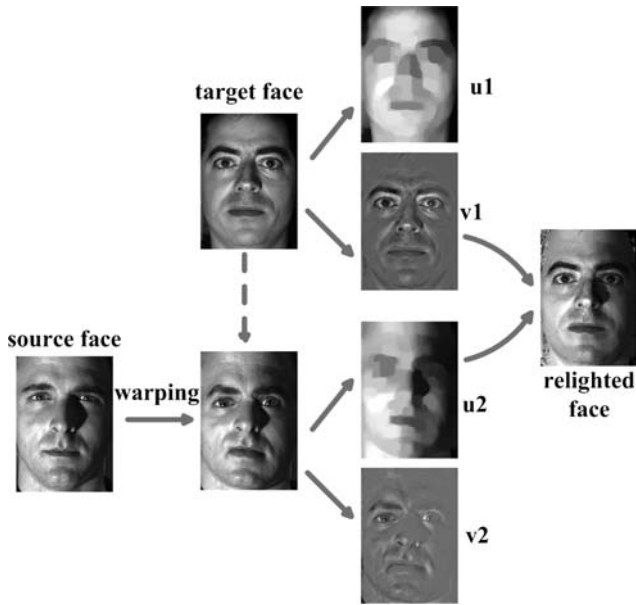 target face
u1
v1
source face
warping
u2
relighted
face
v2